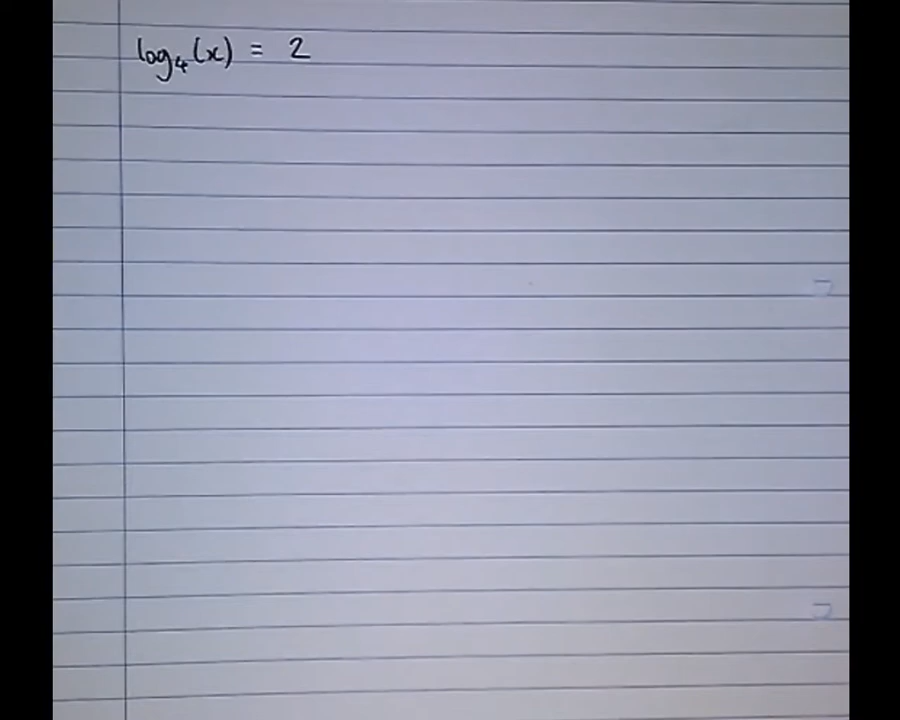 log₄(x) = 2